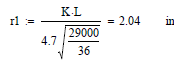 r1 := K·L / (4.7 √(29000 / 36)) = 2.04 in